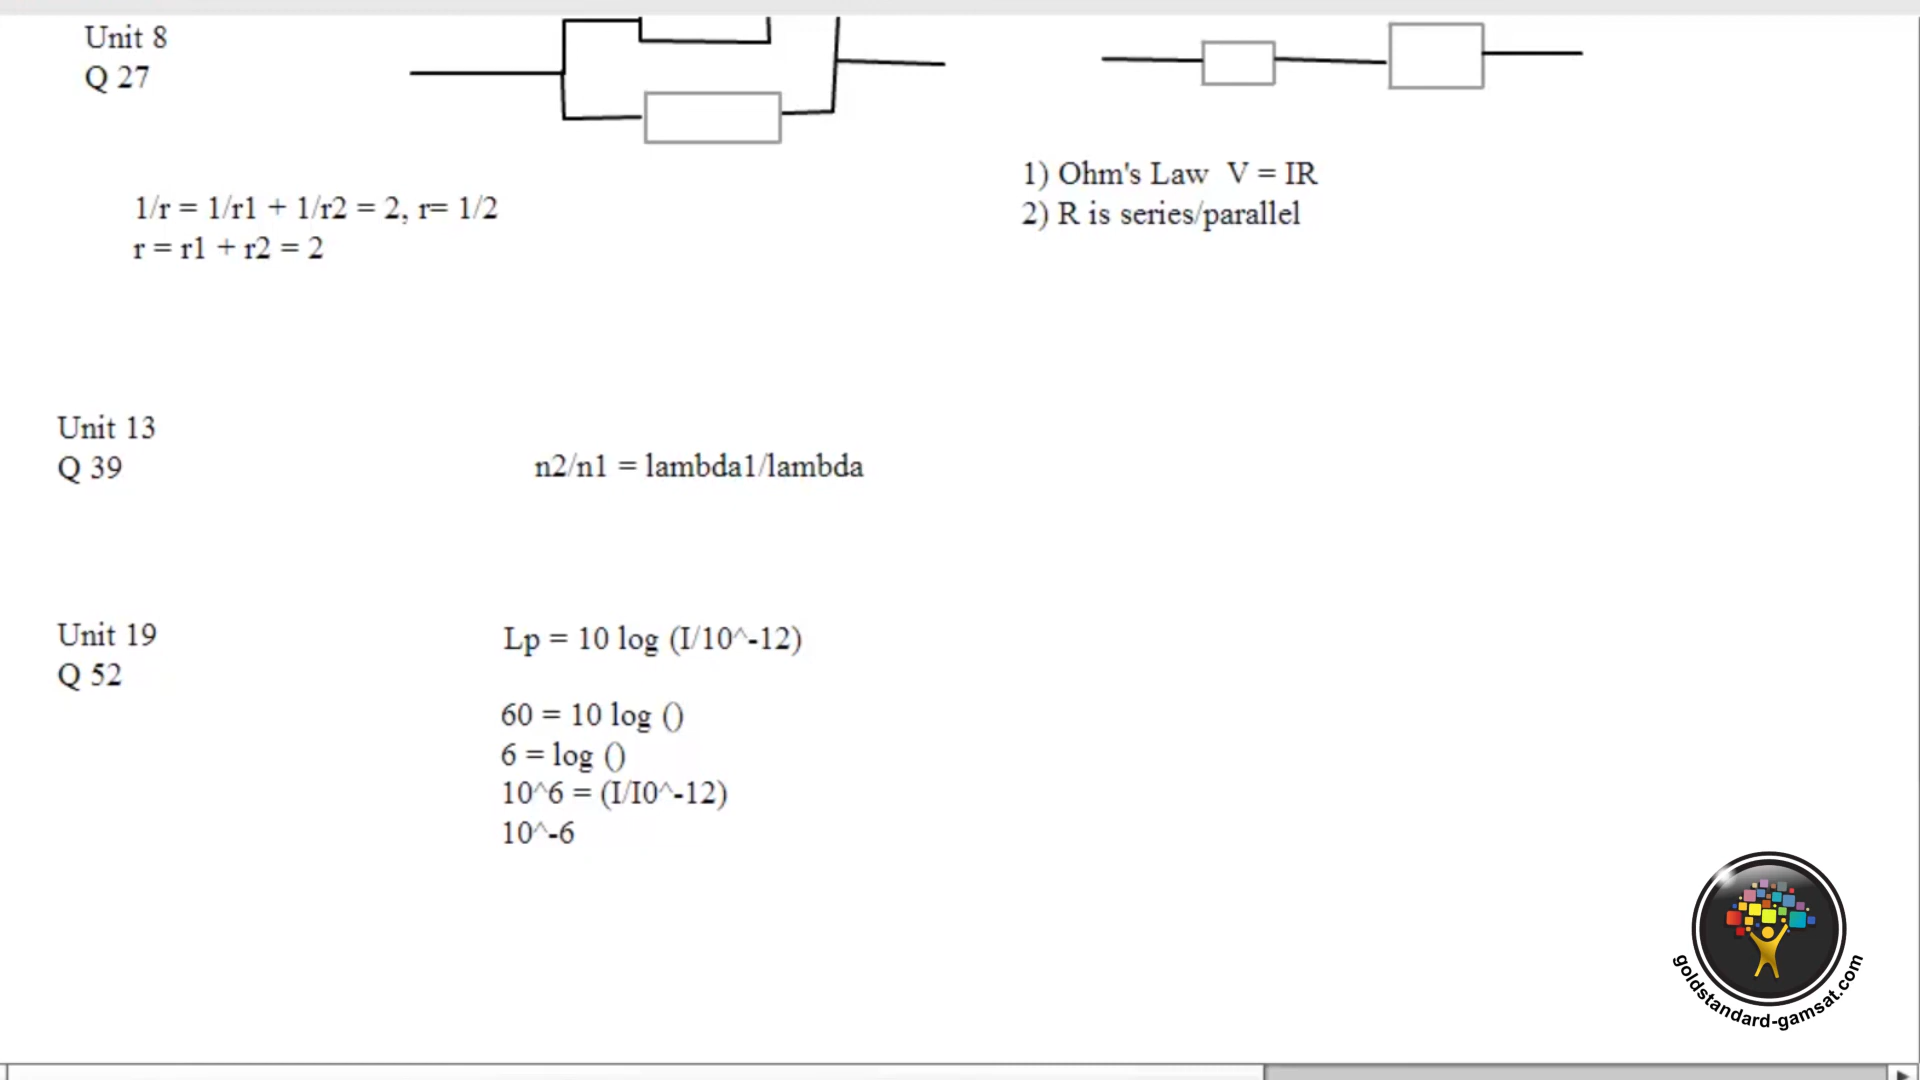 Unit 8
Q 27
1/r = 1/r1 + 1/r2 = 2, r= 1/2
r = r1 + r2 = 2
1) Ohm's Law  V = IR
2) R is series/parallel
Unit 13
Q 39
n2/n1 = lambda1/lambda
Unit 19
Q 52
Lp = 10 log (I/10^-12)
60 = 10 log ()
6 = log ()
10^6 = (I/I0^-12)
10^-6
goldstandard-gamsat.com